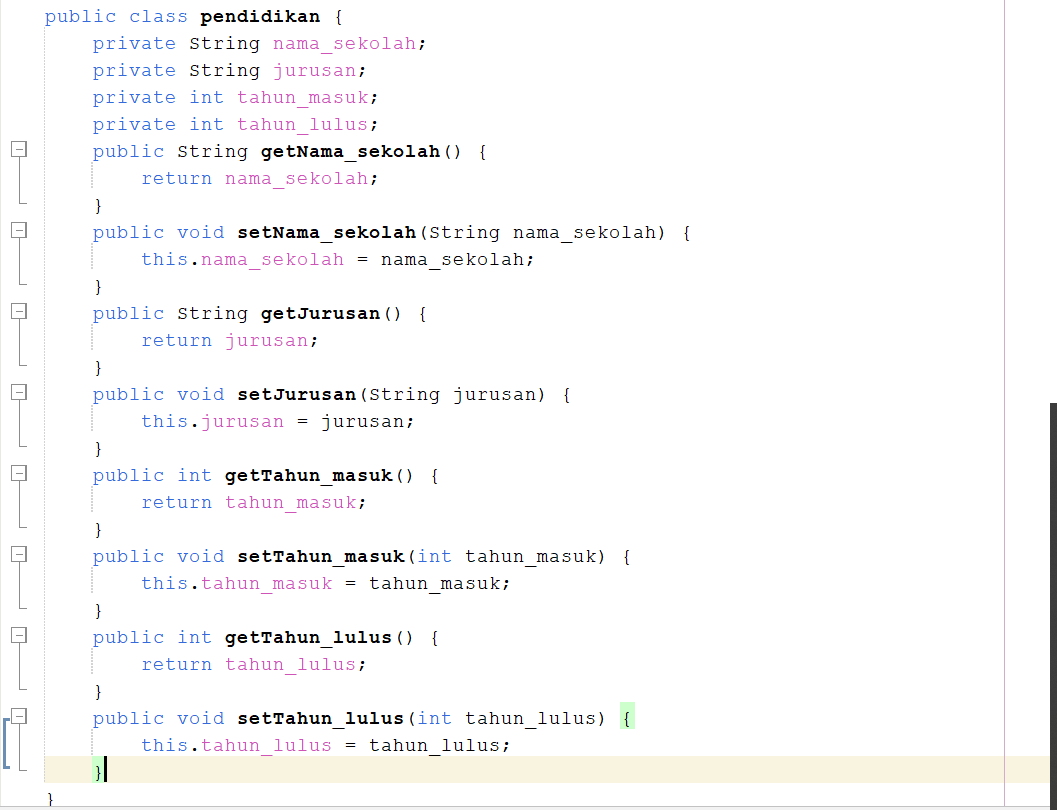 public class pendidikan {
    private String nama_sekolah;
    private String jurusan;
    private int tahun_masuk;
    private int tahun_lulus;
    public String getNama_sekolah() {
        return nama_sekolah;
    }
    public void setNama_sekolah(String nama_sekolah) {
        this.nama_sekolah = nama_sekolah;
    }
    public String getJurusan() {
        return jurusan;
    }
    public void setJurusan(String jurusan) {
        this.jurusan = jurusan;
    }
    public int getTahun_masuk() {
        return tahun_masuk;
    }
    public void setTahun_masuk(int tahun_masuk) {
        this.tahun_masuk = tahun_masuk;
    }
    public int getTahun_lulus() {
        return tahun_lulus;
    }
    public void setTahun_lulus(int tahun_lulus) {
        this.tahun_lulus = tahun_lulus;
    }
}